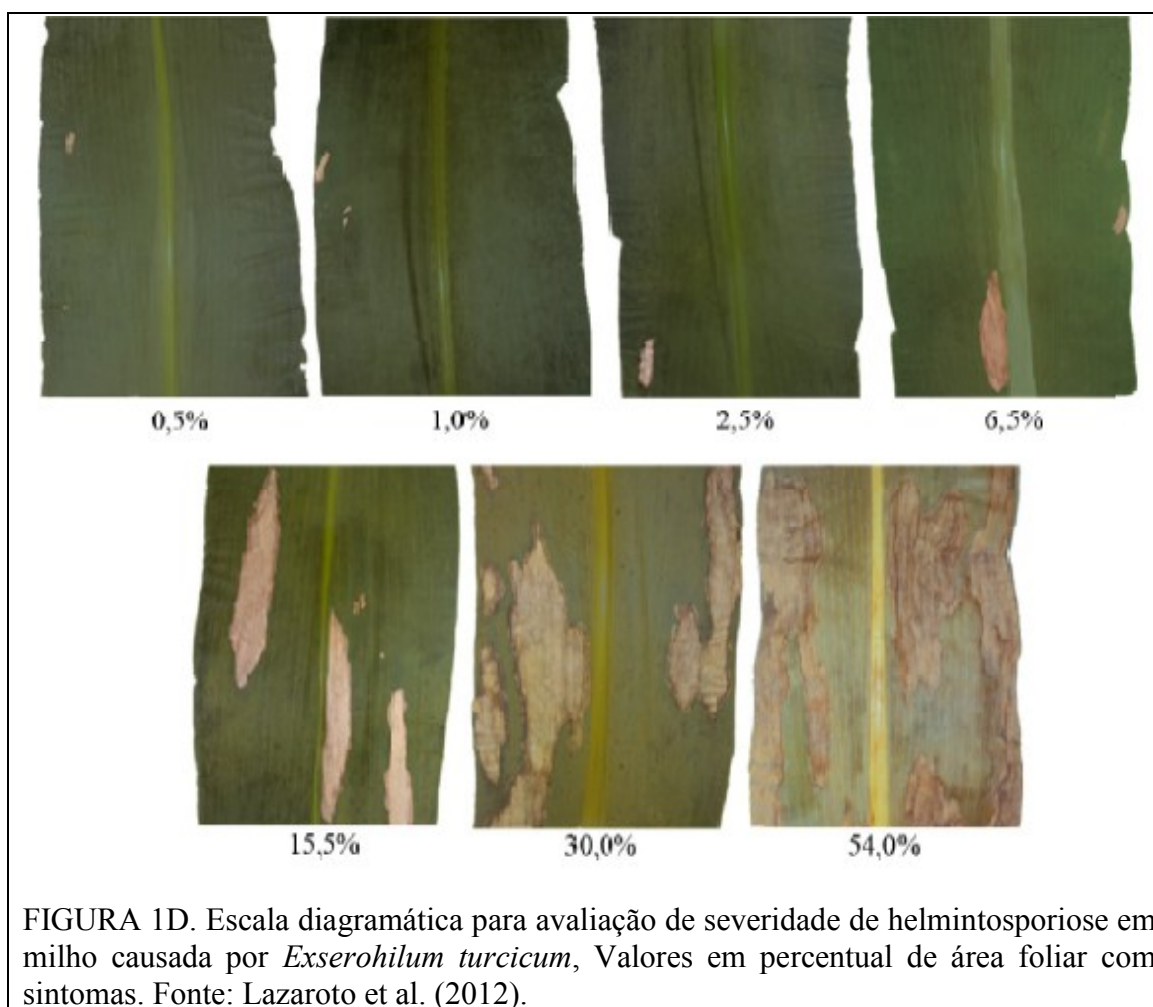 0,5%
1,0%
2,5%
6,5%
15,5%
30,0%
54,0%
FIGURA 1D. Escala diagramática para avaliação de severidade de helmintosporiose em
milho causada por Exserohilum turcicum, Valores em percentual de área foliar com
sintomas. Fonte: Lazaroto et al. (2012).